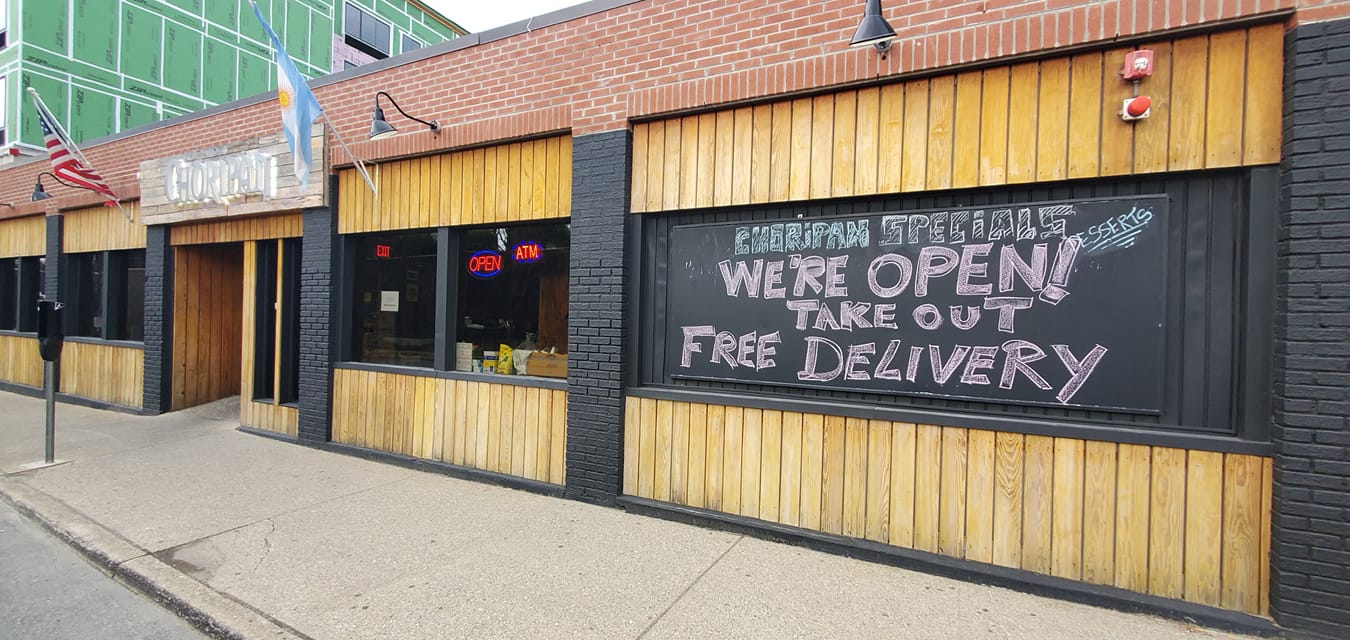 CHORIPAN
EXIT
OPEN
ATM
CHORIPAN SPECIALS
DESSERTS
WE'RE OPEN!
TAKE OUT
FREE DELIVERY